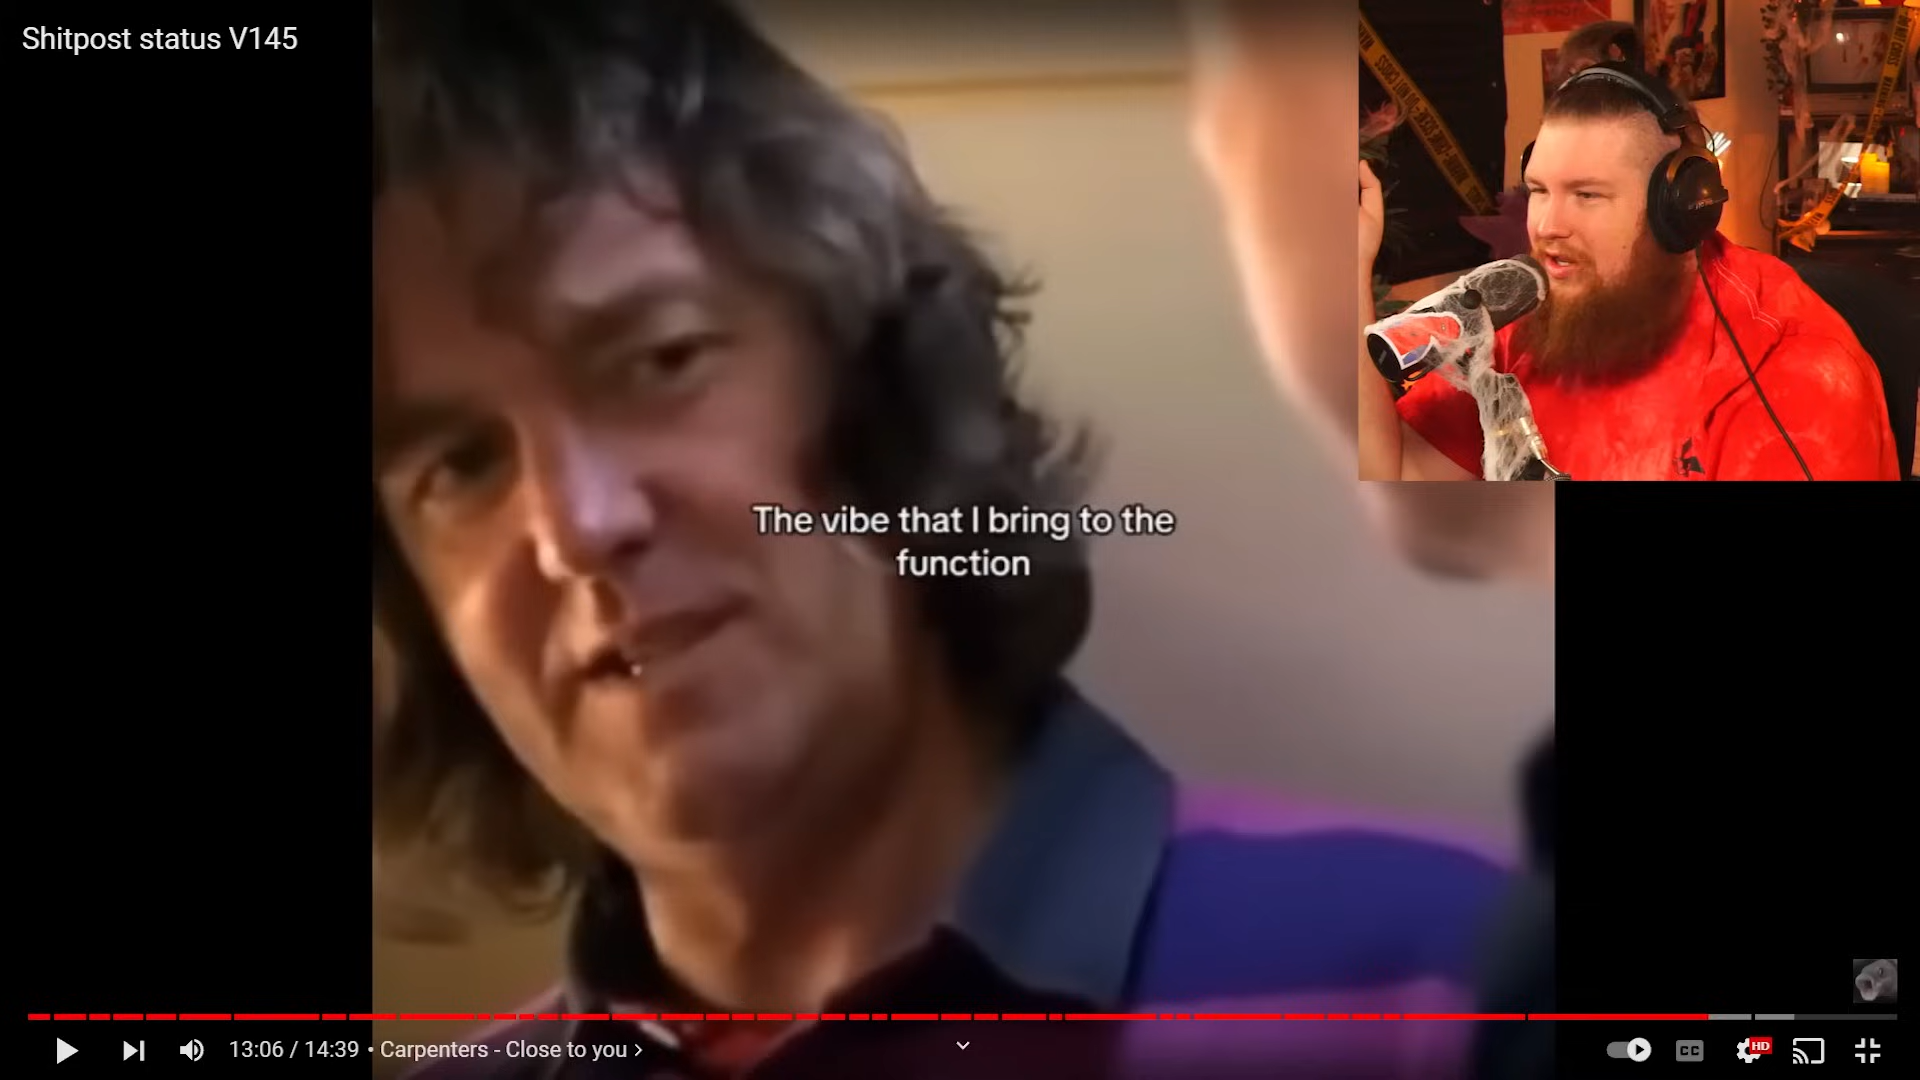 Shitpost status V145
The vibe that I bring to the
function
13:06 / 14:39 • Carpenters - Close to you ›
CC
HD